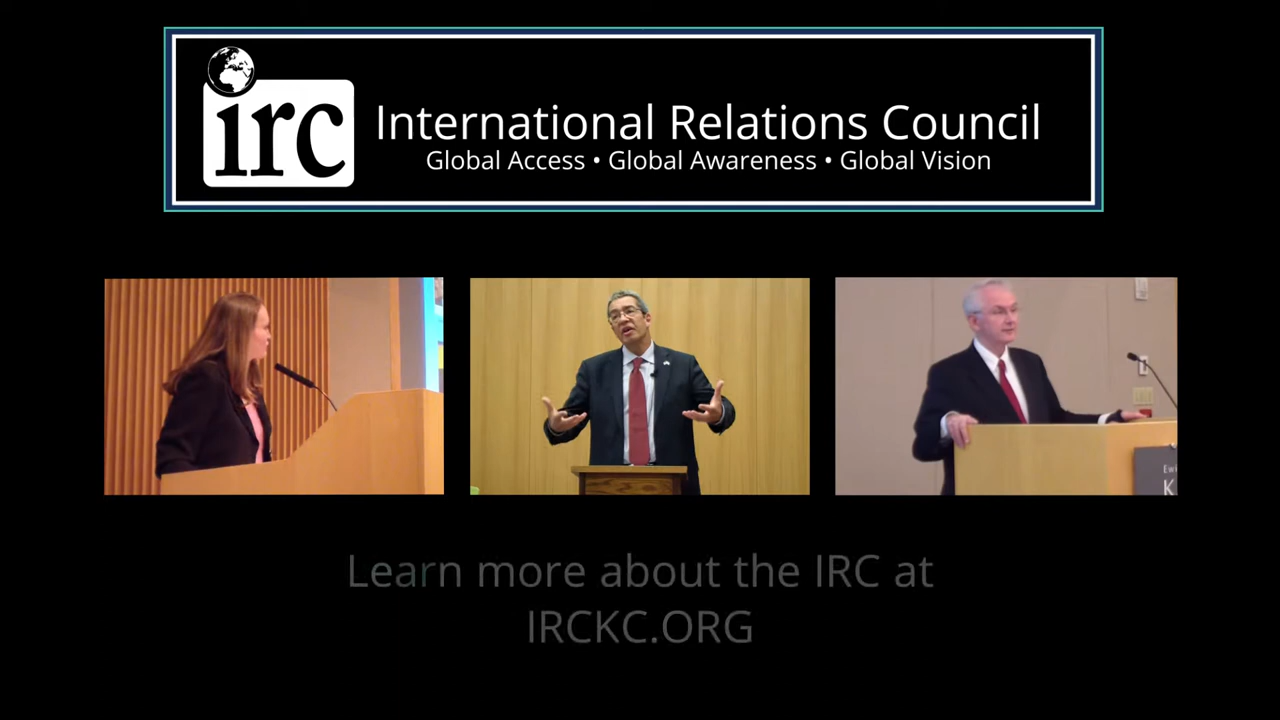 irc
International Relations Council
Global Access • Global Awareness • Global Vision
K
Learn more about the IRC at
IRCKC.ORG